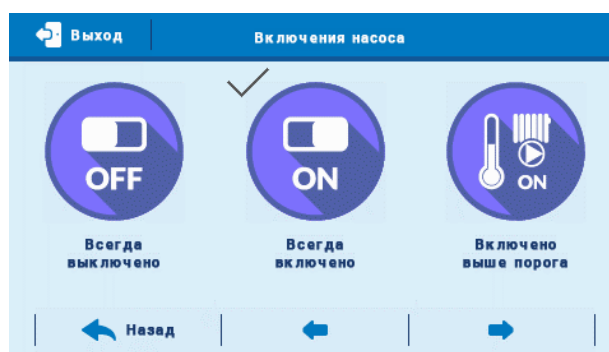 Выход
Включения насоса
OFF
ON
ON
Всегда
выключено
Всегда
включено
Включено
выше порога
Назад